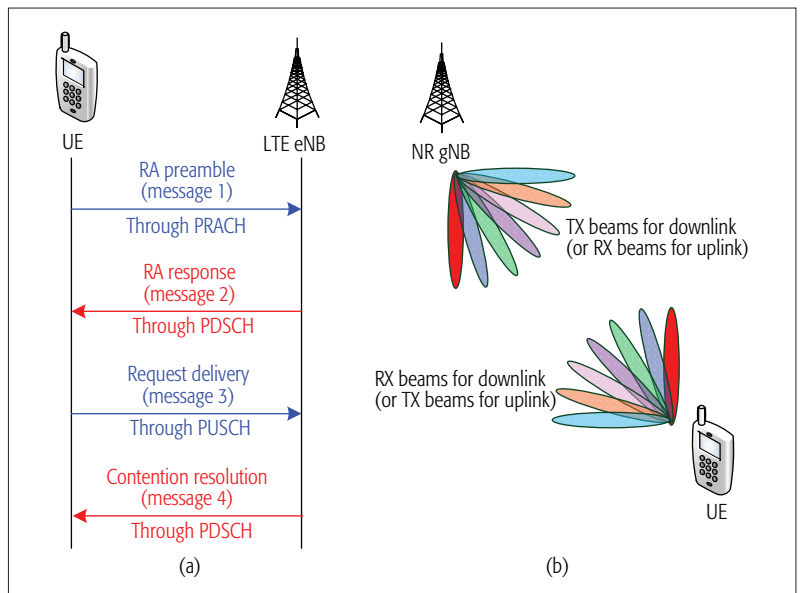 UE
LTE eNB
RA preamble
(message 1)
Through PRACH
RA response
(message 2)
Through PDSCH
Request delivery
(message 3)
Through PUSCH
Contention resolution
(message 4)
Through PDSCH
(a)
NR gNB
TX beams for downlink
(or RX beams for uplink)
RX beams for downlink
(or TX beams for uplink)
UE
(b)